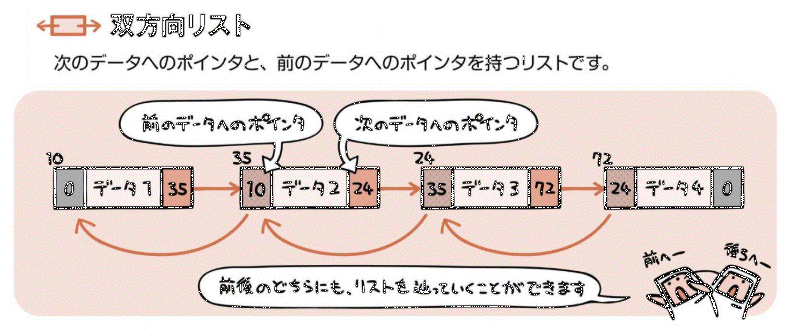 双方向リスト
次のデータへのポインタと、前のデータへのポインタを持つリストです。
前のデータへのポインタ
次のデータへのポインタ
10
35
24
72
0 データ1 35
10 データ2 24
35 データ3 72
24 データ4 0
前へー
後ろへー
前後のどちらにも、リストを辿っていくことができます